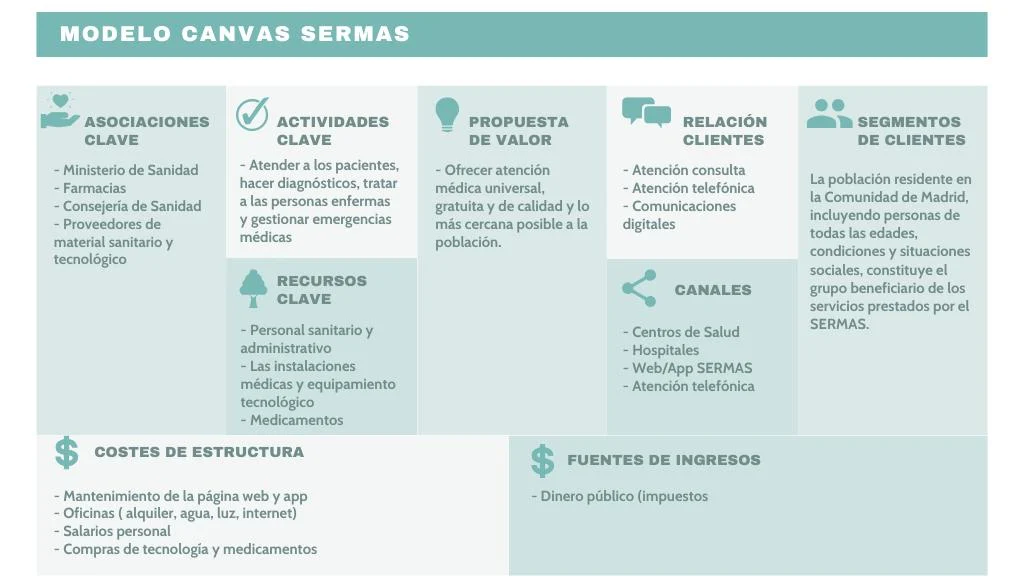 MODELO CANVAS SERMAS
ASOCIACIONES
CLAVE
- Ministerio de Sanidad
- Farmacias
- Consejería de Sanidad
- Proveedores de
material sanitario y
tecnológico
ACTIVIDADES
CLAVE
- Atender a los pacientes,
hacer diagnósticos, tratar
a las personas enfermas
y gestionar emergencias
médicas
RECURSOS
CLAVE
- Personal sanitario y
administrativo
- Las instalaciones
médicas y equipamiento
tecnológico
- Medicamentos
PROPUESTA
DE VALOR
- Ofrecer atención
médica universal,
gratuita y de calidad y lo
más cercana posible a la
población.
RELACIÓN
CLIENTES
- Atención consulta
- Atención telefónica
- Comunicaciones
digitales
CANALES
- Centros de Salud
- Hospitales
- Web/App SERMAS
- Atención telefónica
SEGMENTOS
DE CLIENTES
La población residente en
la Comunidad de Madrid,
incluyendo personas de
todas las edades,
condiciones y situaciones
sociales, constituye el
grupo beneficiario de los
servicios prestados por el
SERMAS.
COSTES DE ESTRUCTURA
- Mantenimiento de la página web y app
- Oficinas ( alquiler, agua, luz, internet)
- Salarios personal
- Compras de tecnología y medicamentos
FUENTES DE INGRESOS
- Dinero público (impuestos